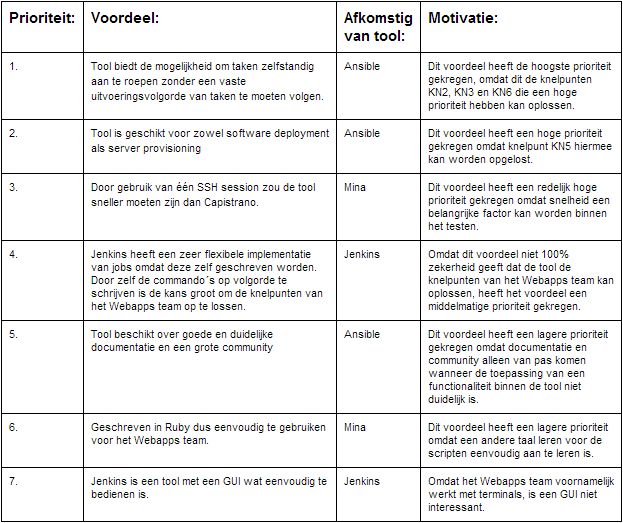 Prioriteit:
Voordeel:
Afkomstig
van tool:
Motivatie:
1.
Tool biedt de mogelijkheid om taken zelfstandig
aan te roepen zonder een vaste
uitvoeringsvolgorde van taken te moeten volgen.
Ansible
Dit voordeel heeft de hoogste prioriteit
gekregen, omdat dit de knelpunten
KN2, KN3 en KN6 die een hoge
prioriteit hebben kan oplossen.
2.
Tool is geschikt voor zowel software deployment
als server provisioning
Ansible
Dit voordeel heeft een hoge prioriteit
gekregen omdat knelpunt KN5 hiermee
kan worden opgelost.
3.
Door gebruik van één SSH session zou de tool
sneller moeten zijn dan Capistrano.
Mina
Dit voordeel heeft een redelijk hoge
prioriteit gekregen omdat snelheid een
belangrijke factor kan worden binnen
het testen.
4.
Jenkins heeft een zeer flexibele implementatie
van jobs omdat deze zelf geschreven worden.
Door zelf de commando´s op volgorde te
schrijven is de kans groot om de knelpunten van
het Webapps team op te lossen.
Jenkins
Omdat dit voordeel niet 100%
zekerheid geeft dat de tool de
knelpunten van het Webapps team kan
oplossen, heeft het voordeel een
middelmatige prioriteit gekregen.
5.
Tool beschikt over goede en duidelijke
documentatie en een grote community
Ansible
Dit voordeel heeft een lagere prioriteit
gekregen omdat documentatie en
community alleen van pas komen
wanneer de toepassing van een
functionaliteit binnen de tool niet
duidelijk is.
6.
Geschreven in Ruby dus eenvoudig te gebruiken
voor het Webapps team.
Mina
Dit voordeel heeft een lagere prioriteit
omdat een andere taal leren voor de
scripten eenvoudig aan te leren is.
7.
Jenkins is een tool met een GUI wat eenvoudig te
bedienen is.
Jenkins
Omdat het Webapps team voornamelijk
werkt met terminals, is een GUI niet
interessant.